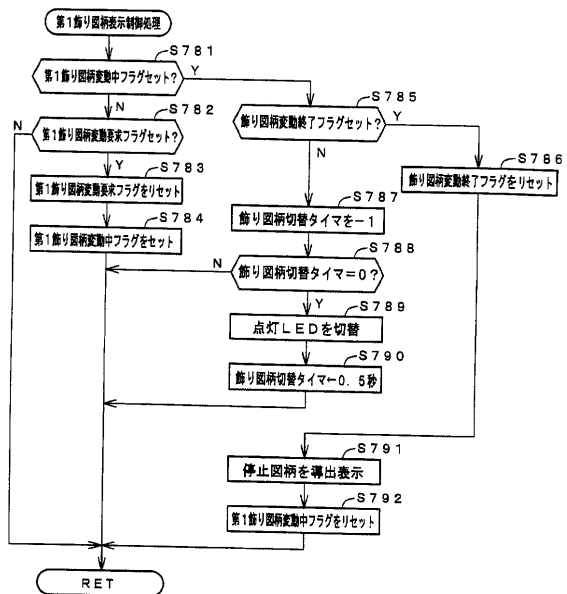 第1飾り図柄表示制御処理
S781
第1飾り図柄変動中フラグセット?
Y
N
S782
第1飾り図柄変動要求フラグセット?
N
Y
S783
第1飾り図柄変動要求フラグをリセット
S784
第1飾り図柄変動中フラグをセット
S785
飾り図柄変動終了フラグセット?
Y
N
S786
飾り図柄変動終了フラグをリセット
S787
飾り図柄切替タイマを-1
S788
飾り図柄切替タイマ=0?
N
Y
S789
点灯LEDを切替
S790
飾り図柄切替タイマ←0.5秒
S791
停止図柄を導出表示
S792
第1飾り図柄変動中フラグをリセット
RET